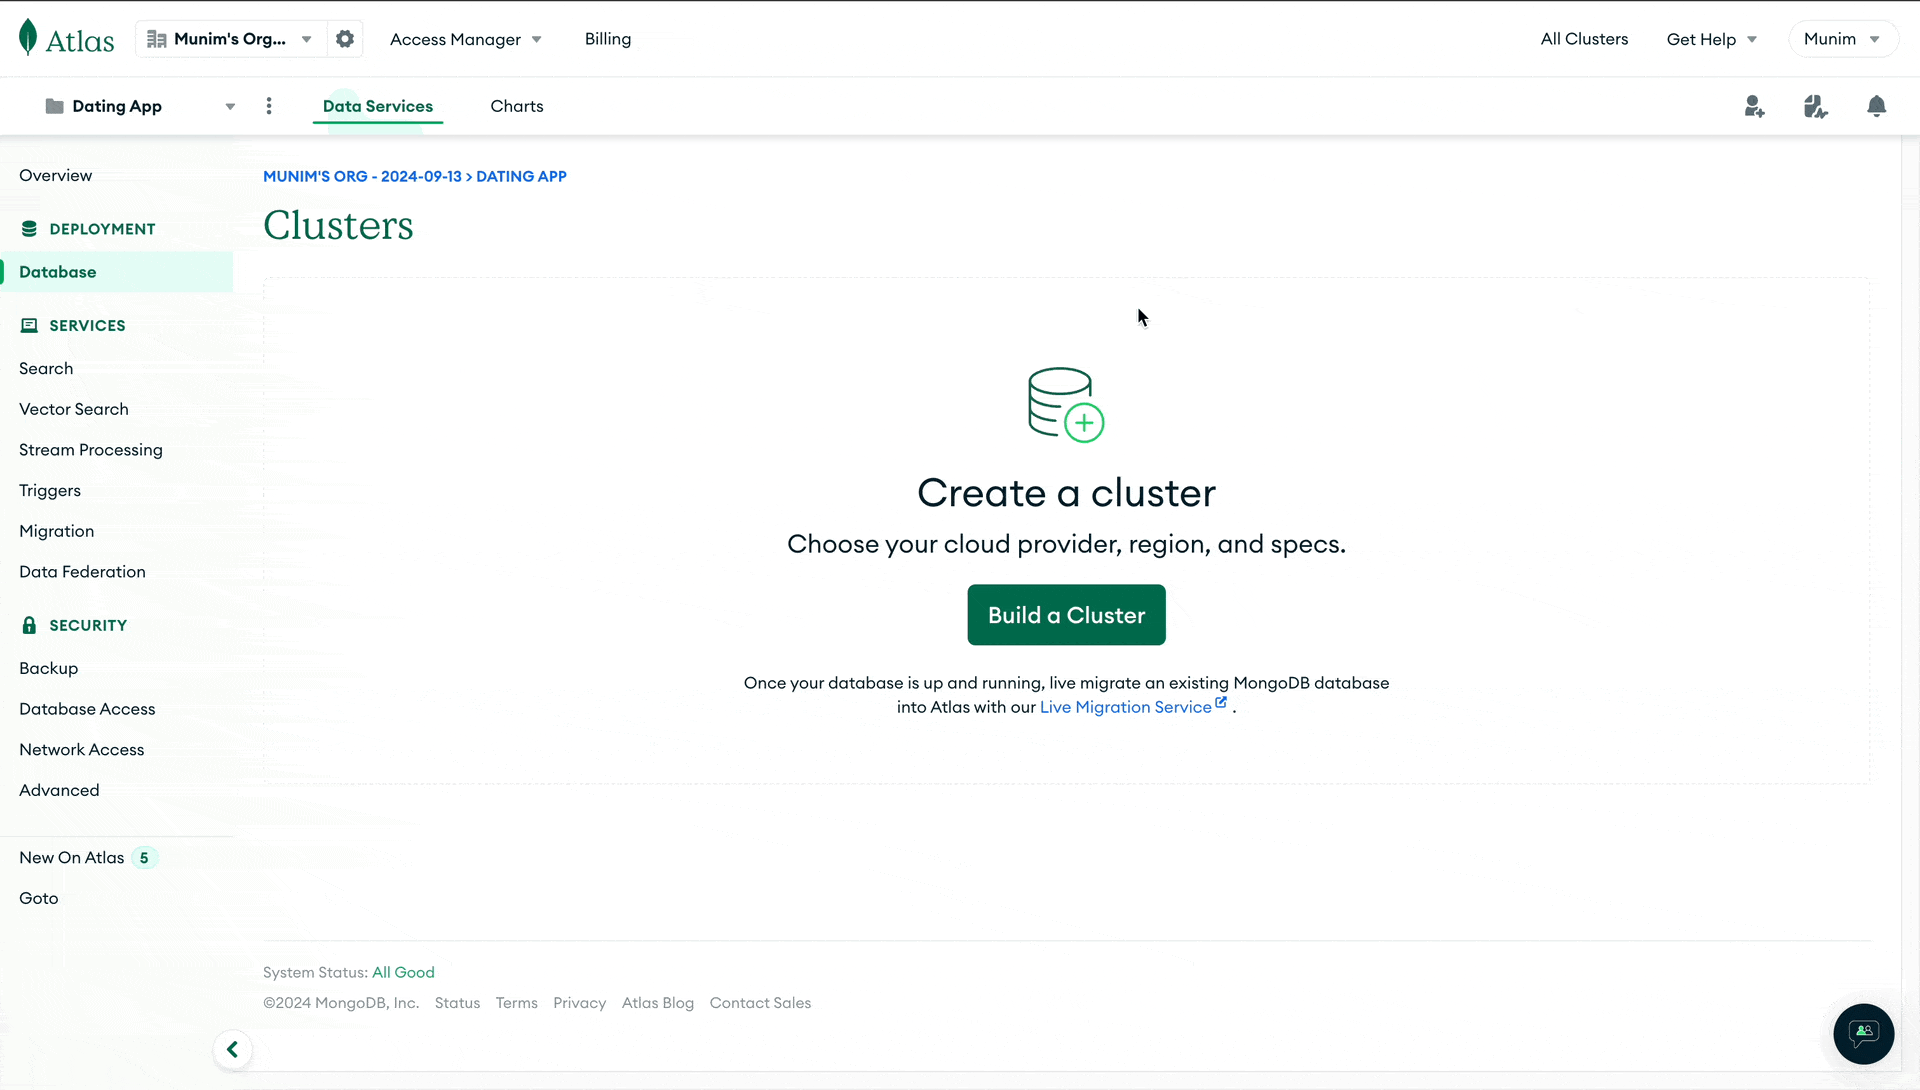 Atlas
Munim's Org...
Access Manager
Billing
All Clusters
Get Help
Munim
Dating App
Data Services
Charts
Overview
DEPLOYMENT
Database
SERVICES
Search
Vector Search
Stream Processing
Triggers
Migration
Data Federation
SECURITY
Backup
Database Access
Network Access
Advanced
New On Atlas 5
Goto
MUNIM'S ORG - 2024-09-13 > DATING APP
Clusters
Create a cluster
Choose your cloud provider, region, and specs.
Build a Cluster
Once your database is up and running, live migrate an existing MongoDB database
into Atlas with our Live Migration Service .
System Status: All Good
©2024 MongoDB, Inc. Status Terms Privacy Atlas Blog Contact Sales